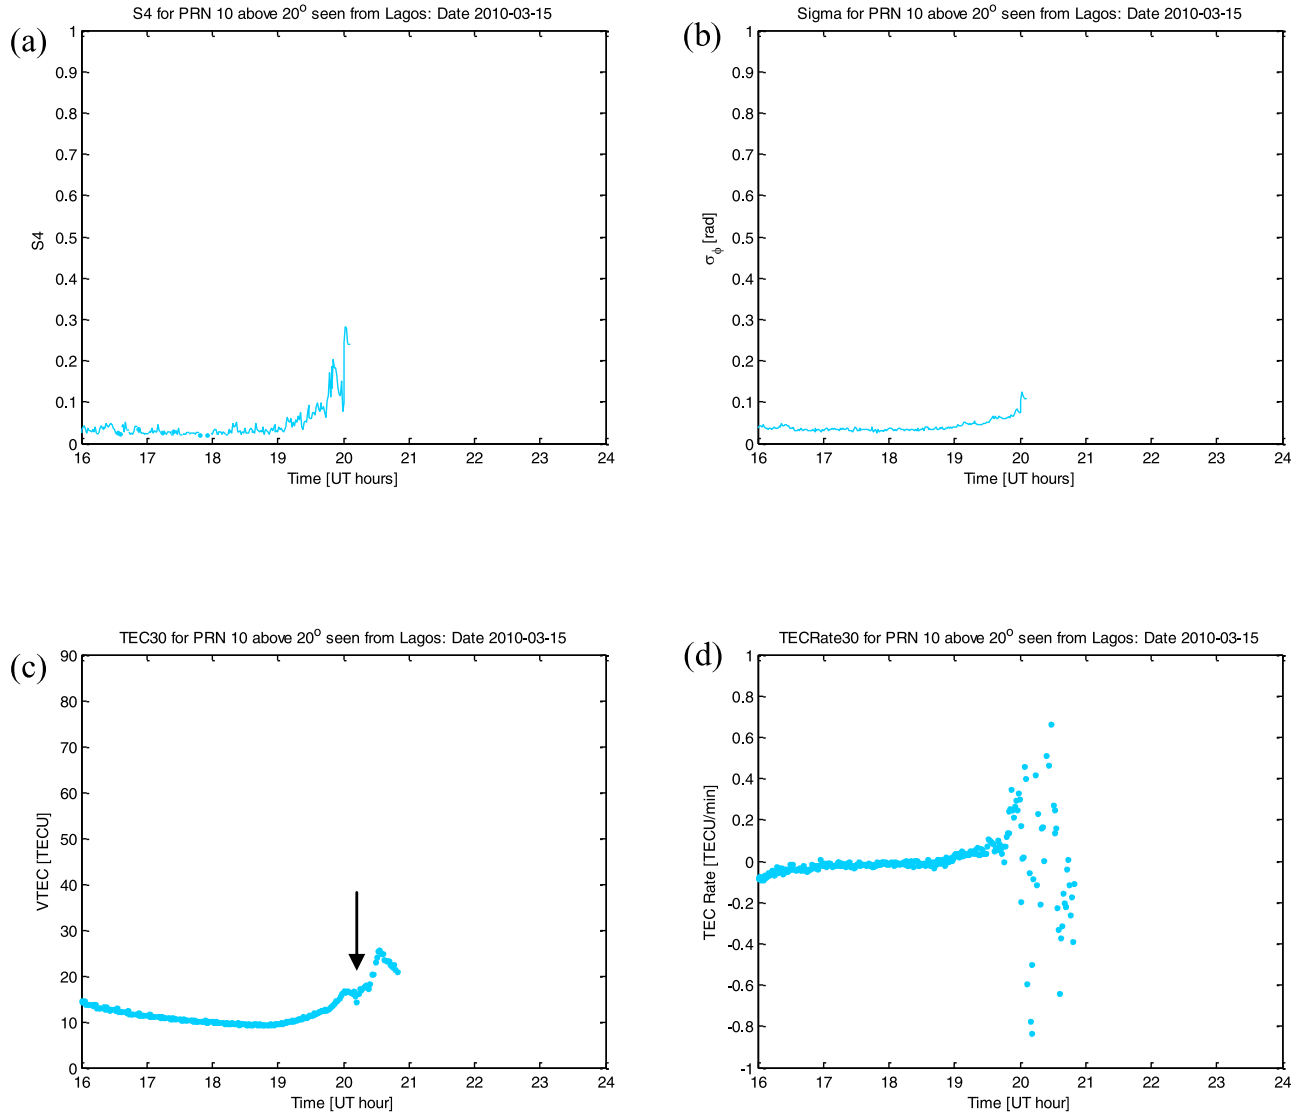 (a)
S4 for PRN 10 above 20° seen from Lagos: Date 2010-03-15
1
0.9
0.8
0.7
0.6
0.5
0.4
0.3
0.2
0.1
0
S4
16 17 18 19 20 21 22 23 24
Time [UT hours]
(b)
Sigma for PRN 10 above 20° seen from Lagos: Date 2010-03-15
1
0.9
0.8
0.7
0.6
0.5
0.4
0.3
0.2
0.1
0
σϕ [rad]
16 17 18 19 20 21 22 23 24
Time [UT hours]
(c)
TEC30 for PRN 10 above 20° seen from Lagos: Date 2010-03-15
90
80
70
60
50
40
30
20
10
0
VTEC [TECU]
16 17 18 19 20 21 22 23 24
Time [UT hour]
(d)
TECRate30 for PRN 10 above 20° seen from Lagos: Date 2010-03-15
1
0.8
0.6
0.4
0.2
0
-0.2
-0.4
-0.6
-0.8
-1
TEC Rate [TECU/min]
16 17 18 19 20 21 22 23 24
Time [UT hour]